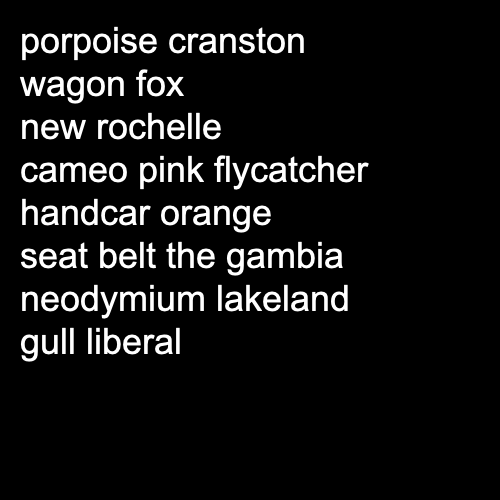 porpoise cranston
wagon fox
new rochelle
cameo pink flycatcher
handcar orange
seat belt the gambia
neodymium lakeland
gull liberal